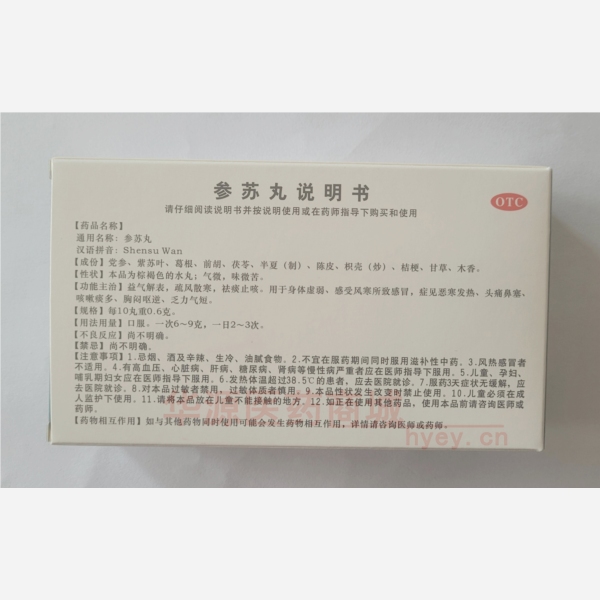 参苏丸说明书
OTC
请仔细阅读说明书并按说明使用或在药师指导下购买和使用
【药品名称】
通用名称：参苏丸
汉语拼音：Shensu Wan
【成份】党参、紫苏叶、葛根、前胡、茯苓、半夏（制）、陈皮、枳壳（炒）、桔梗、甘草、木香。
【性状】本品为棕褐色的水丸；气微，味微苦。
【功能主治】益气解表，疏风散寒，祛痰止咳。用于身体虚弱、感受风寒所致感冒，症见恶寒发热、头痛鼻塞、
咳嗽痰多、胸闷呕逆、乏力气短。
【规格】每10丸重0.6克。
【用法用量】口服。一次6~9克，一日2~3次。
【不良反应】尚不明确。
【禁忌】尚不明确。
【注意事项】1.忌烟、酒及辛辣、生冷、油腻食物。2.不宜在服药期间同时服用滋补性中药。3.风热感冒者
不适用。4.有高血压、心脏病、肝病、糖尿病、肾病等慢性病严重者应在医师指导下服用。5.儿童、孕妇、
哺乳期妇女应在医师指导下服用。6.发热体温超过38.5℃的患者，应去医院就诊。7.服药3天症状无缓解，应
去医院就诊。8.对本品过敏者禁用，过敏体质者慎用。9.本品性状发生改变时禁止使用。10.儿童必须在成
人监护下使用。11.请将本品放在儿童不能接触的地方。12.如正在使用其他药品，使用本品前请咨询医师或
药师。
华源医药商城
【药物相互作用】如与其他药物同时使用可能会发生药物相互作用，详情请咨询医师或药师。
hyey.cn